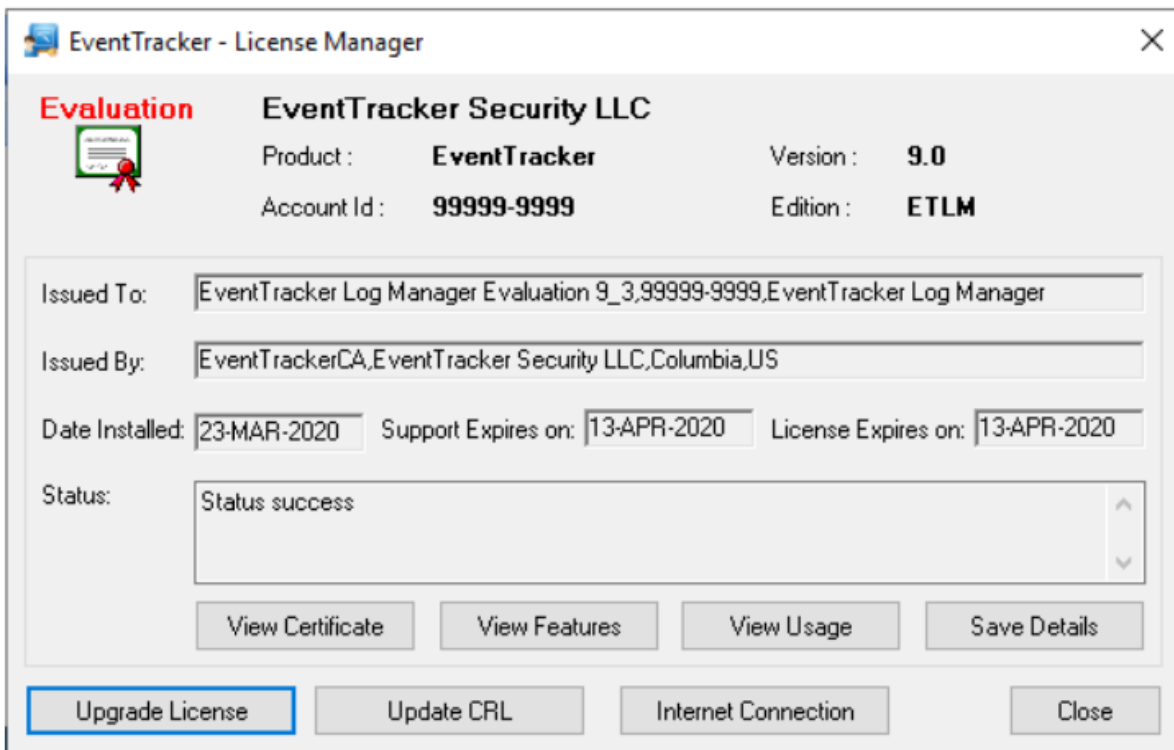 EventTracker - License Manager
Evaluation
EventTracker Security LLC
Product : EventTracker Version : 9.0
Account Id : 99999-9999 Edition : ETLM
Issued To: EventTracker Log Manager Evaluation 9_3,99999-9999,EventTracker Log Manager
Issued By: EventTrackerCA,EventTracker Security LLC,Columbia,US
Date Installed: 23-MAR-2020 Support Expires on: 13-APR-2020 License Expires on: 13-APR-2020
Status: Status success
View Certificate View Features View Usage Save Details
Upgrade License Update CRL Internet Connection Close